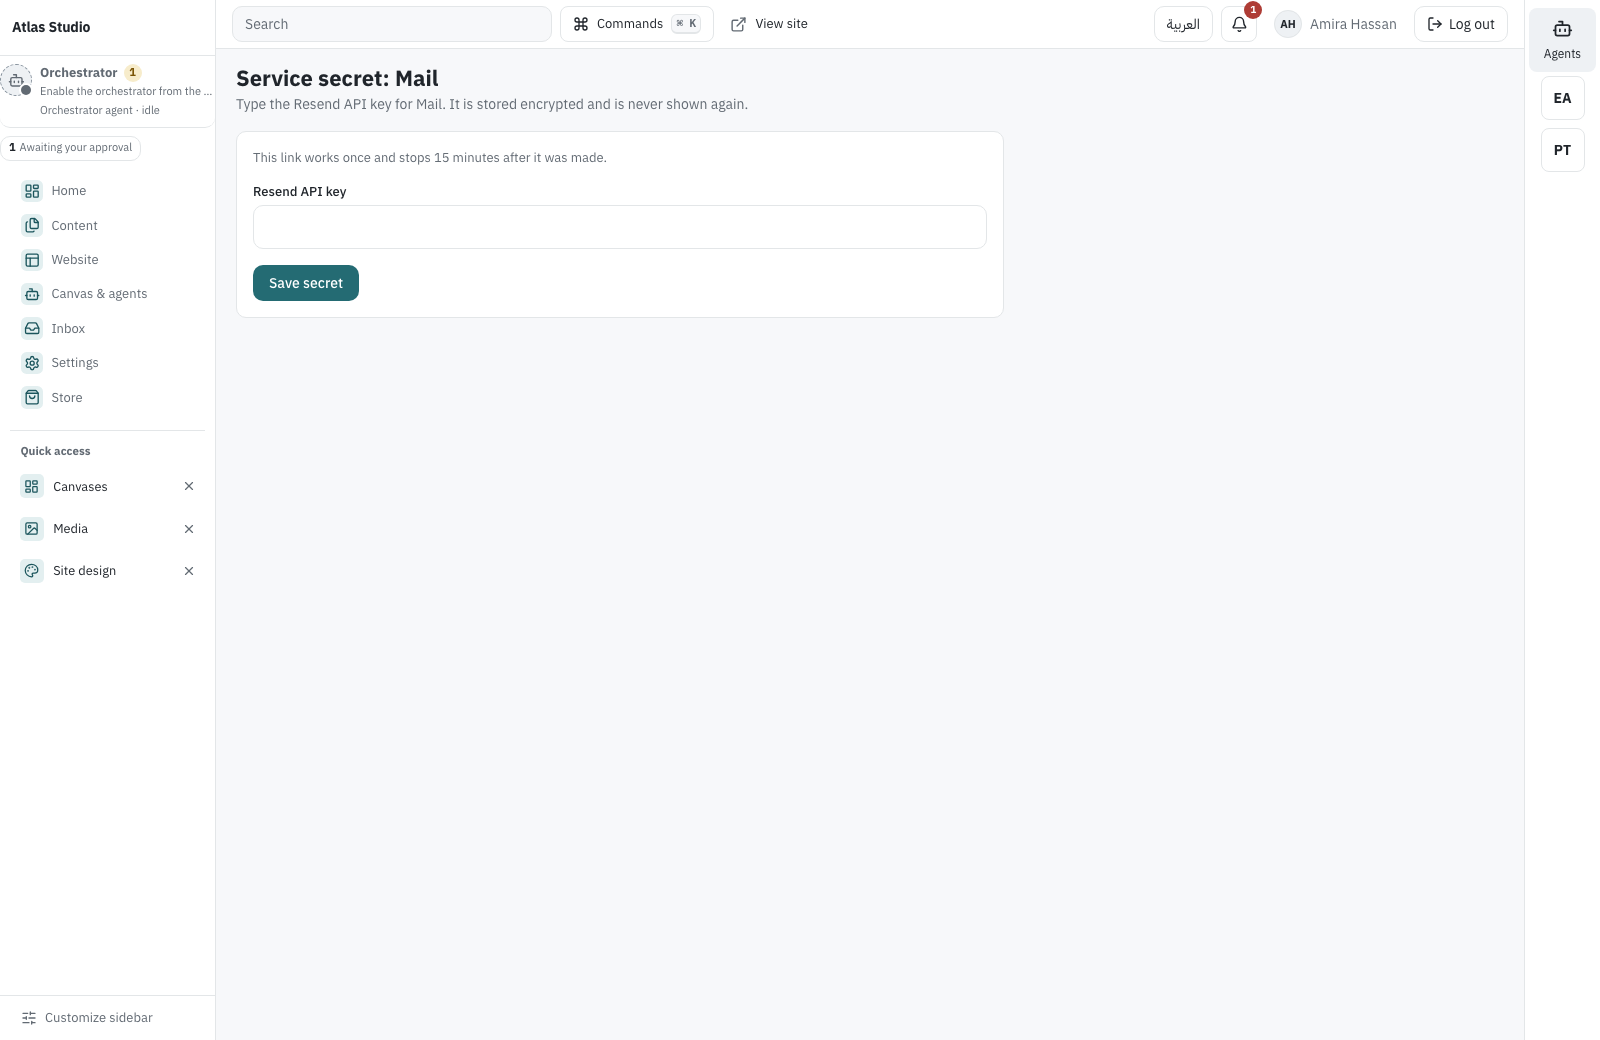 Atlas Studio
Orchestrator 1
Enable the orchestrator from the ...
Orchestrator agent · idle
1 Awaiting your approval
Home
Content
Website
Canvas & agents
Inbox
Settings
Store
Quick access
Canvases
Media
Site design
Customize sidebar
Search
Commands ⌘ K
View site
العربية
1
AH Amira Hassan
Log out
Service secret: Mail
Type the Resend API key for Mail. It is stored encrypted and is never shown again.
This link works once and stops 15 minutes after it was made.
Resend API key
Save secret
Agents
EA
PT